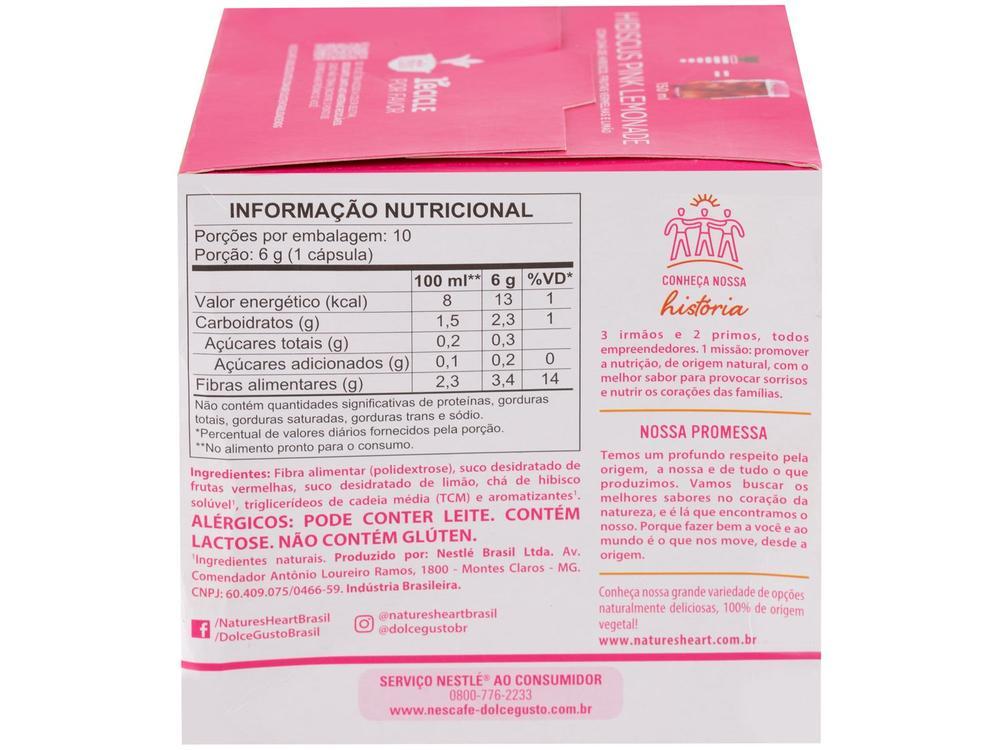 HIBISCUS PINK LEMONADE
150 ml
RECICLE
POR FAVOR
INFORMAÇÃO NUTRICIONAL
Porções por embalagem: 10
Porção: 6 g (1 cápsula)
100 ml** 6 g %VD*
Valor energético (kcal) 8 13 1
Carboidratos (g) 1,5 2,3 1
Açúcares totais (g) 0,2 0,3
Açúcares adicionados (g) 0,1 0,2 0
Fibras alimentares (g) 2,3 3,4 14
Não contém quantidades significativas de proteínas, gorduras
totais, gorduras saturadas, gorduras trans e sódio.
*Percentual de valores diários fornecidos pela porção.
**No alimento pronto para o consumo.
Ingredientes: Fibra alimentar (polidextrose), suco desidratado de
frutas vermelhas, suco desidratado de limão, chá de hibisco
solúvel¹, triglicerídeos de cadeia média (TCM) e aromatizantes¹.
ALÉRGICOS: PODE CONTER LEITE. CONTÉM
LACTOSE. NÃO CONTÉM GLÚTEN.
¹Ingredientes naturais. Produzido por: Nestlé Brasil Ltda. Av.
Comendador Antônio Loureiro Ramos, 1800 - Montes Claros - MG.
CNPJ: 60.409.075/0466-59. Indústria Brasileira.
/NaturesHeartBrasil
/DolceGustoBrasil
@naturesheartbrasil
@dolcegustobr
CONHEÇA NOSSA
história
3 irmãos e 2 primos, todos
empreendedores. 1 missão: promover
a nutrição, de origem natural, com o
melhor sabor para provocar sorrisos
e nutrir os corações das famílias.
NOSSA PROMESSA
Temos um profundo respeito pela
origem, a nossa e de tudo o que
produzimos. Vamos buscar os
melhores sabores no coração da
natureza, e é lá que encontramos o
nosso. Porque fazer bem a você e ao
mundo é o que nos move, desde a
origem.
Conheça nossa grande variedade de opções
naturalmente deliciosas, 100% de origem
vegetal!
www.naturesheart.com.br
SERVIÇO NESTLÉ® AO CONSUMIDOR
0800-776-2233
www.nescafe-dolcegusto.com.br